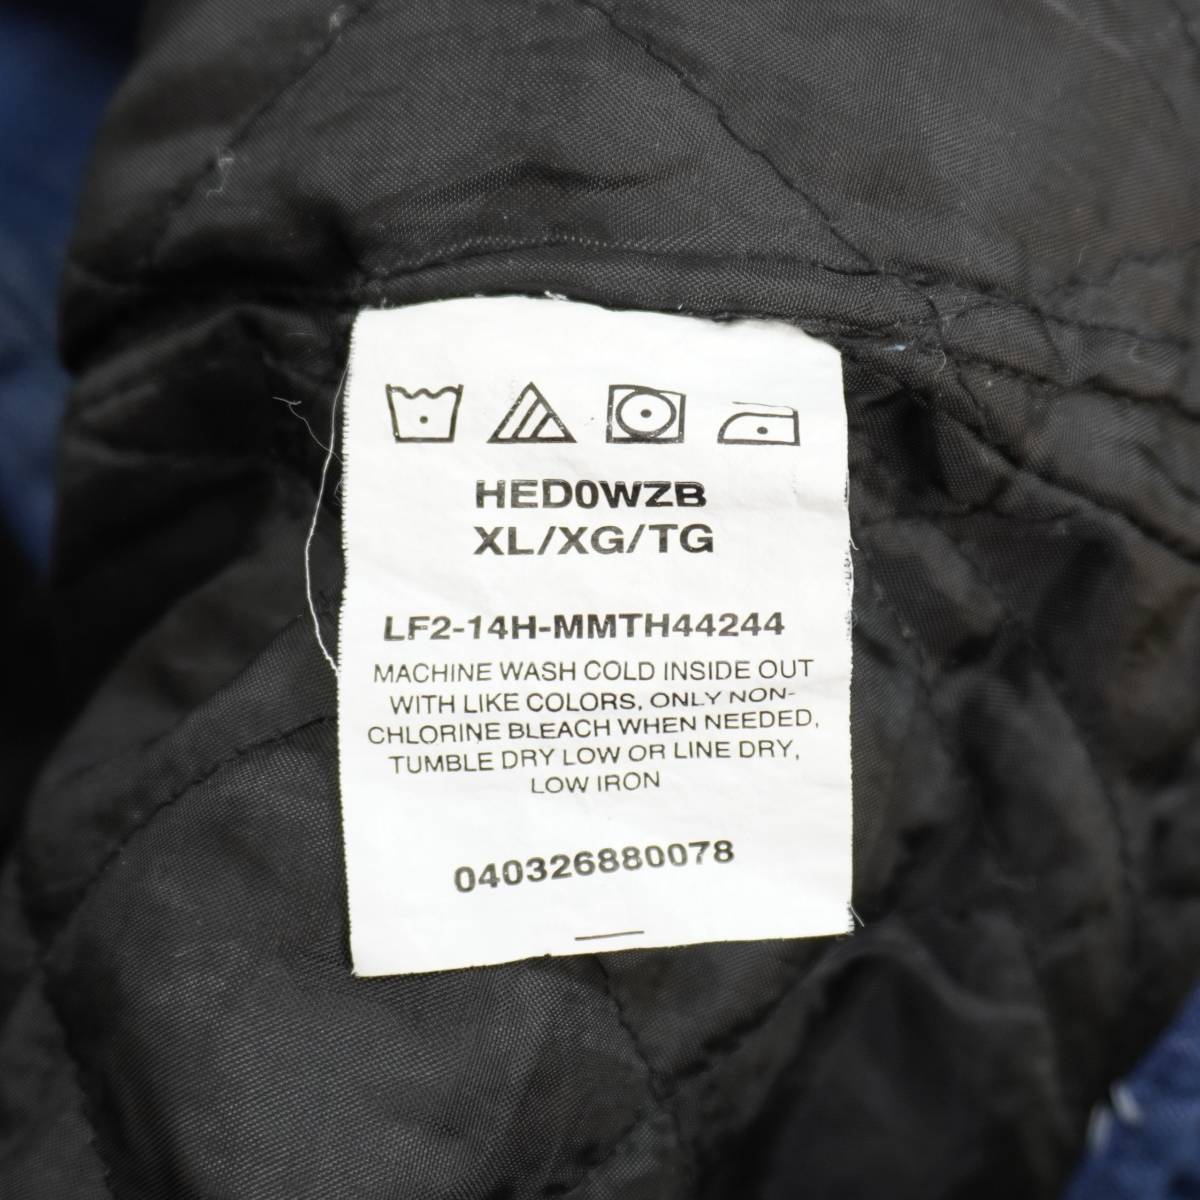 HED0WZB
XL/XG/TG
LF2-14H-MMTH44244
MACHINE WASH COLD INSIDE OUT
WITH LIKE COLORS, ONLY NON-
CHLORINE BLEACH WHEN NEEDED,
TUMBLE DRY LOW OR LINE DRY,
LOW IRON
040326880078